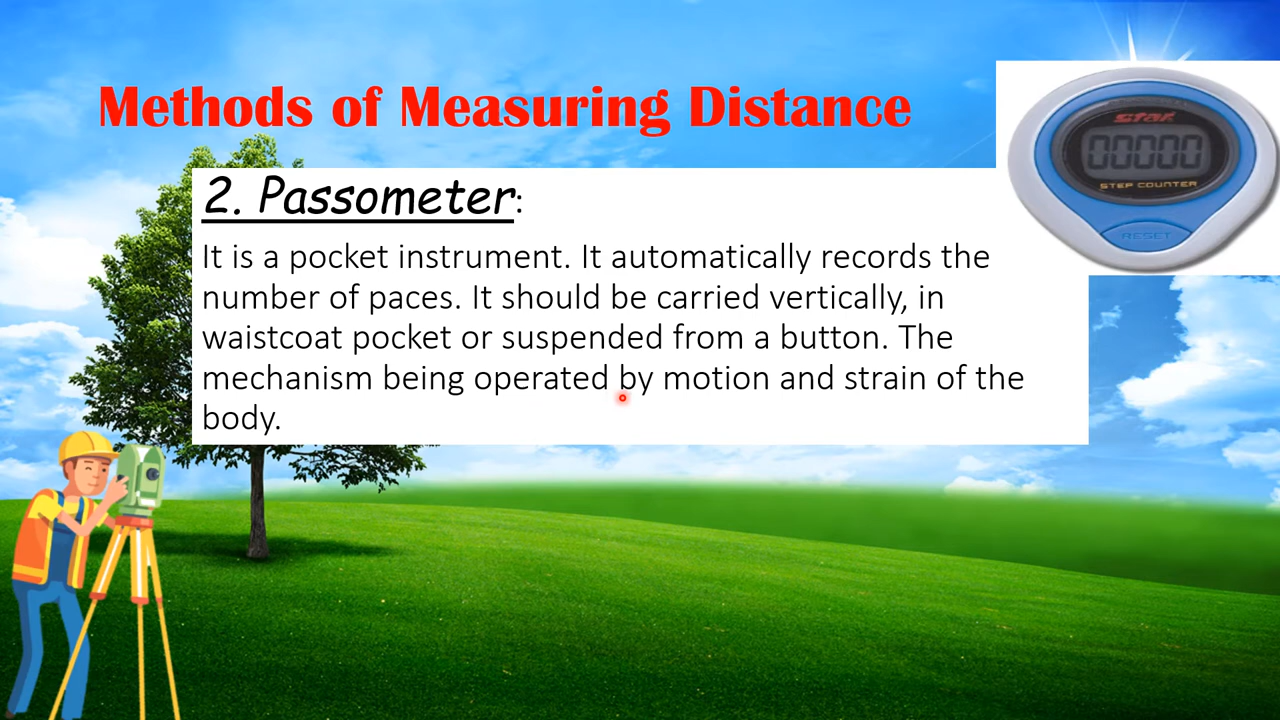 Methods of Measuring Distance
2. Passometer:
It is a pocket instrument. It automatically records the
number of paces. It should be carried vertically, in
waistcoat pocket or suspended from a button. The
mechanism being operated by motion and strain of the
body.
star
00000
STEP COUNTER
RESET